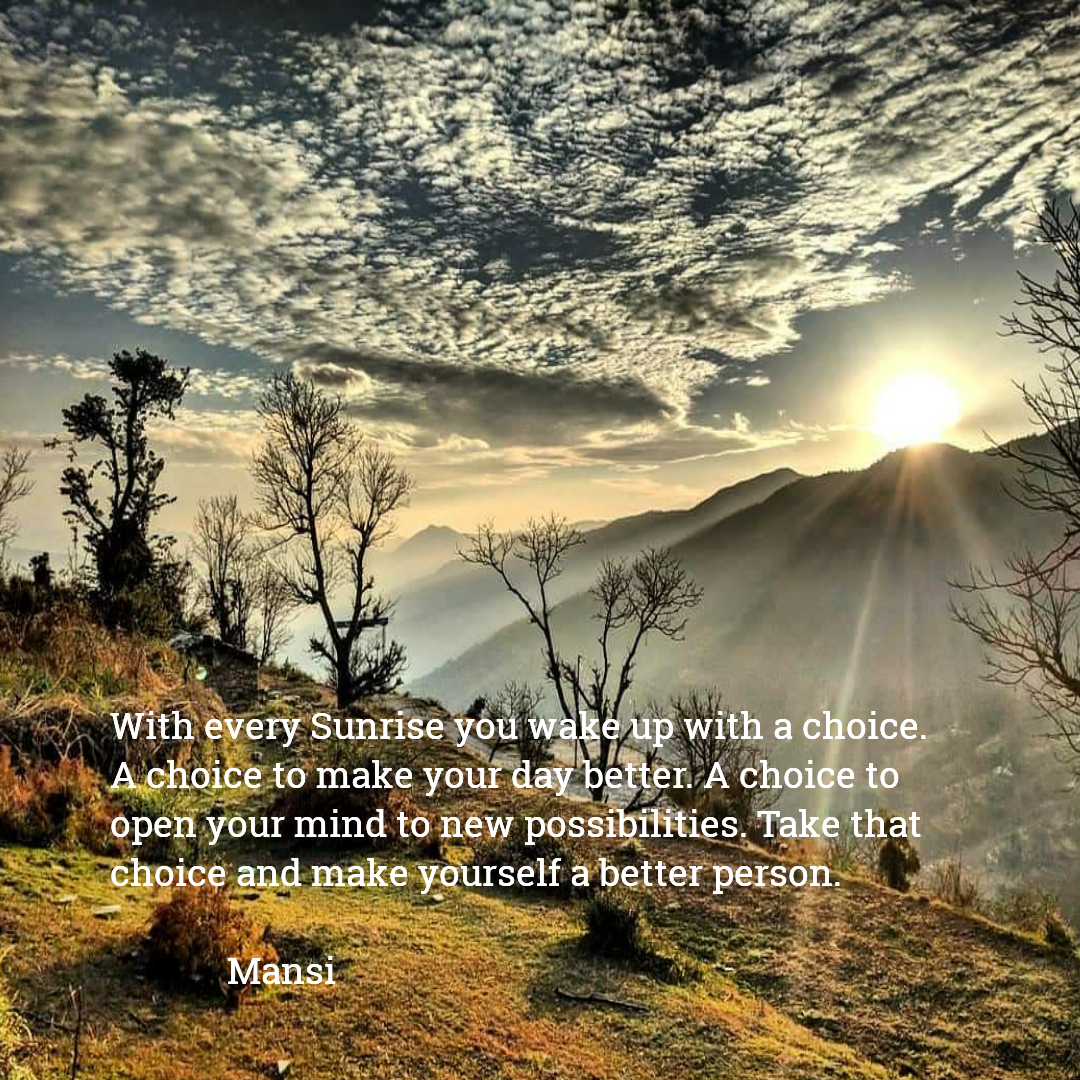 With every Sunrise you wake up with a choice.
A choice to make your day better. A choice to
open your mind to new possibilities. Take that
choice and make yourself a better person.
Mansi